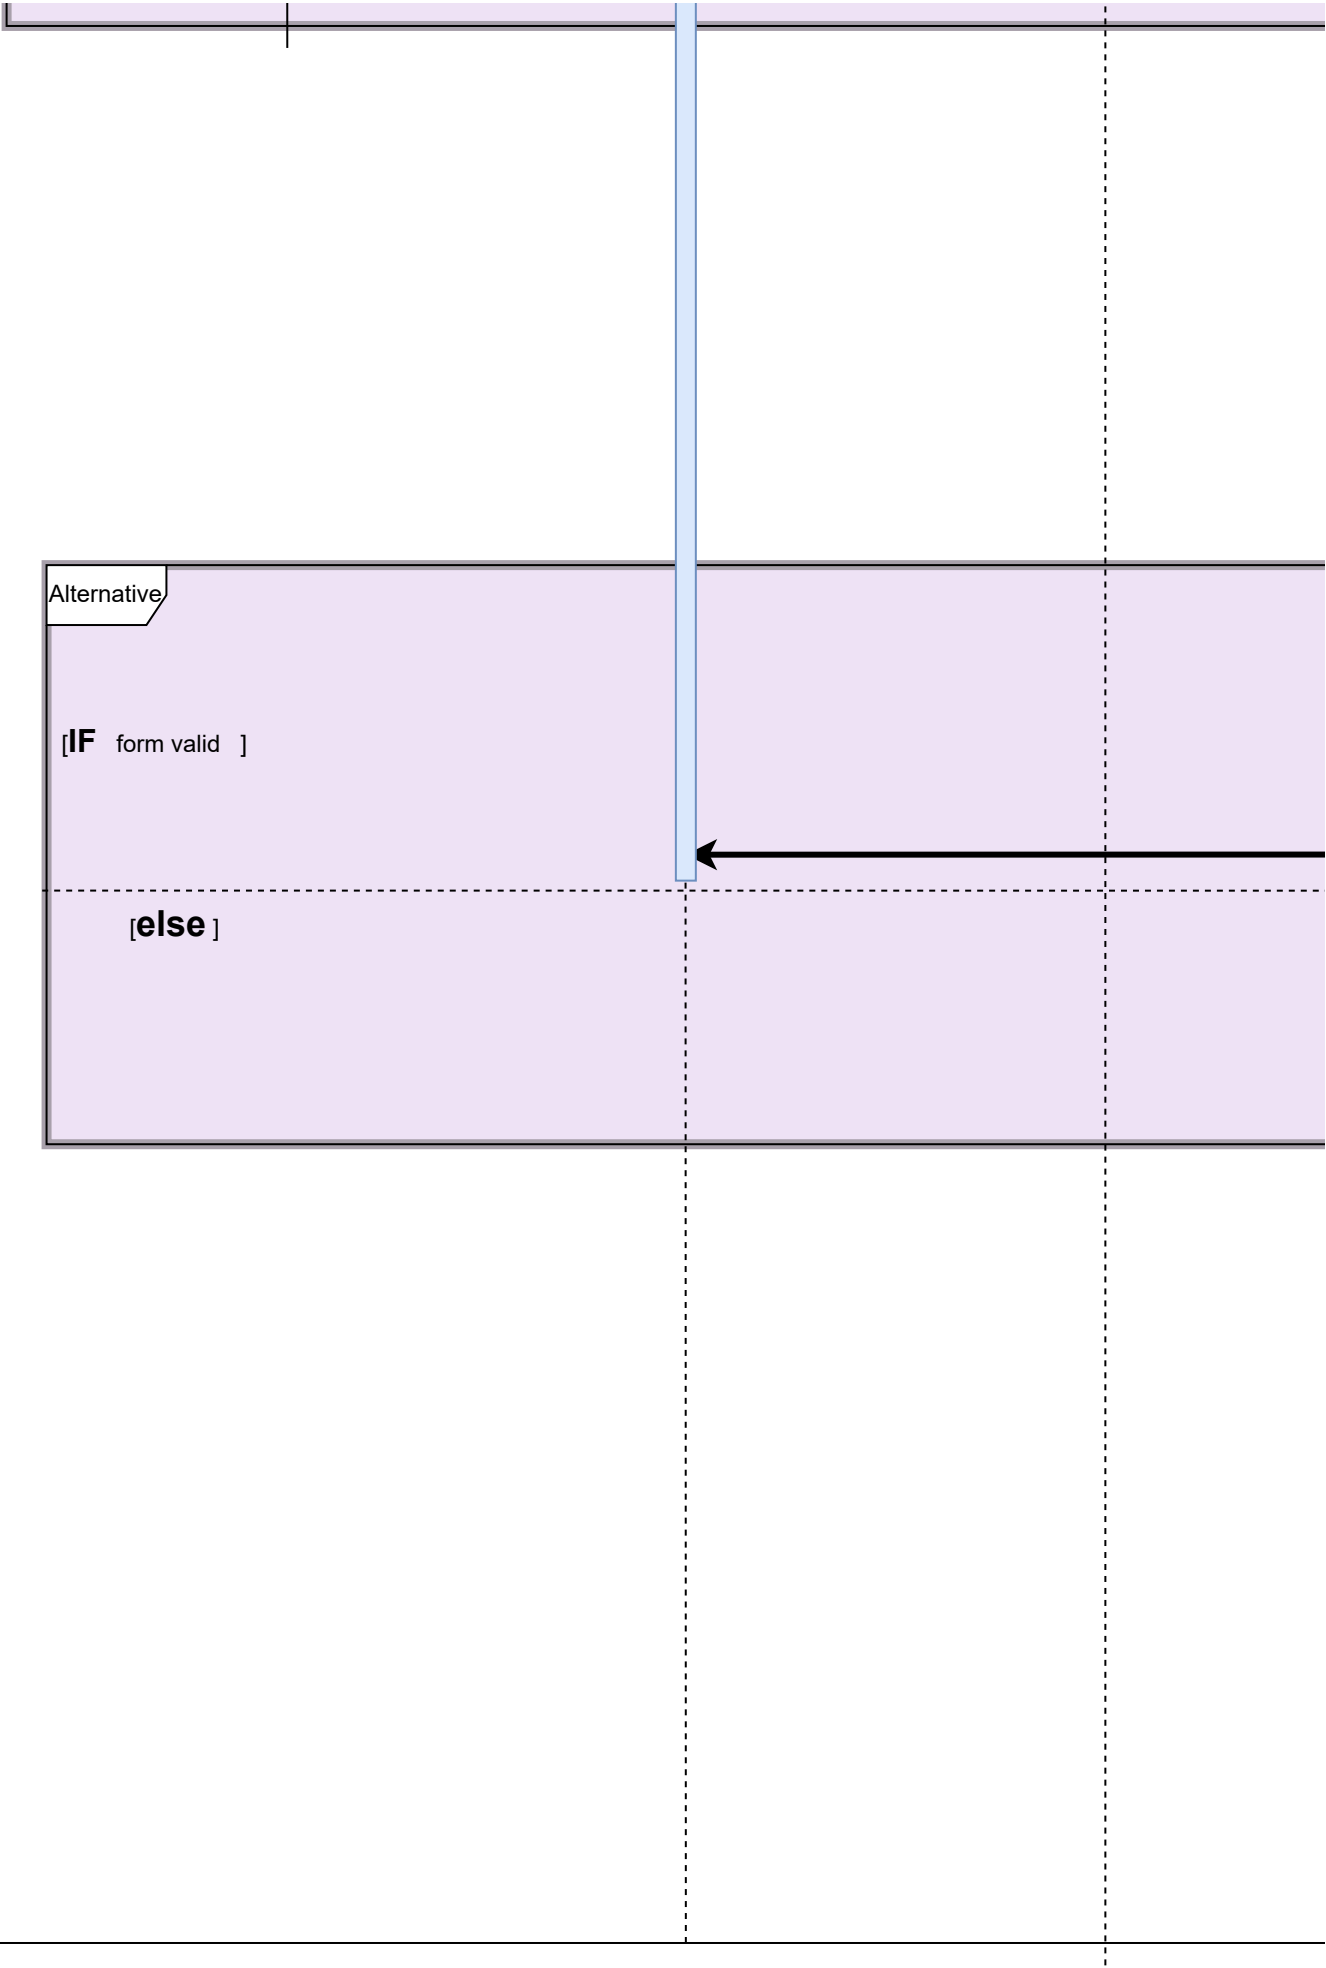 Alternative
[IF form valid ]
[else ]